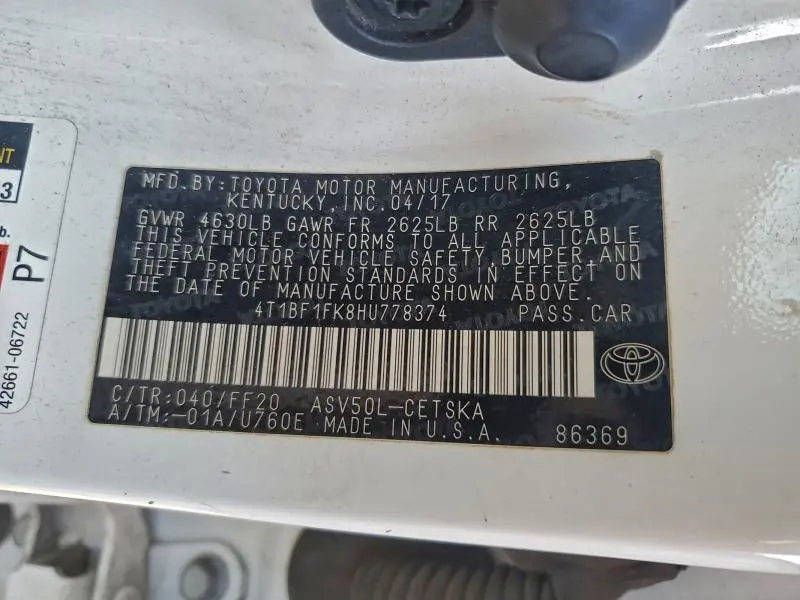 MFD.BY:TOYOTA MOTOR MANUFACTURING,
KENTUCKY,INC.04/17
GVWR 4630LB GAWR FR 2625LB RR 2625LB
THIS VEHICLE CONFORMS TO ALL APPLICABLE
FEDERAL MOTOR VEHICLE SAFETY,BUMPER,AND
THEFT PREVENTION STANDARDS IN EFFECT ON
THE DATE OF MANUFACTURE SHOWN ABOVE.
4T1BF1FK8HU778374 PASS.CAR
C/TR:040/FF20 ASV50L-CETSKA
A/TM:-01A/U760E MADE IN U.S.A. 86369
NT
3
b.
P7
42661-06722